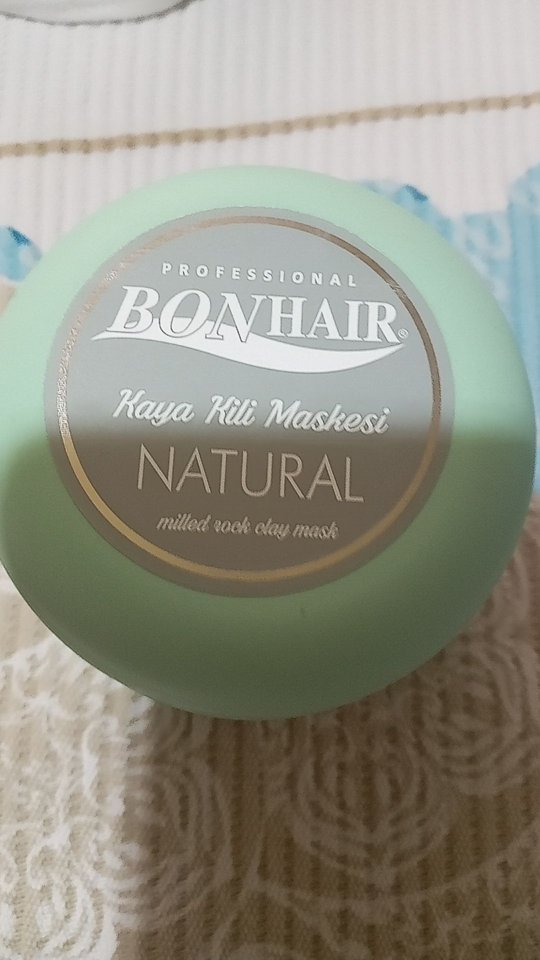 PROFESSIONAL
BONHAIR®
Kaya Kili Maskesi
NATURAL
milled rock clay mask